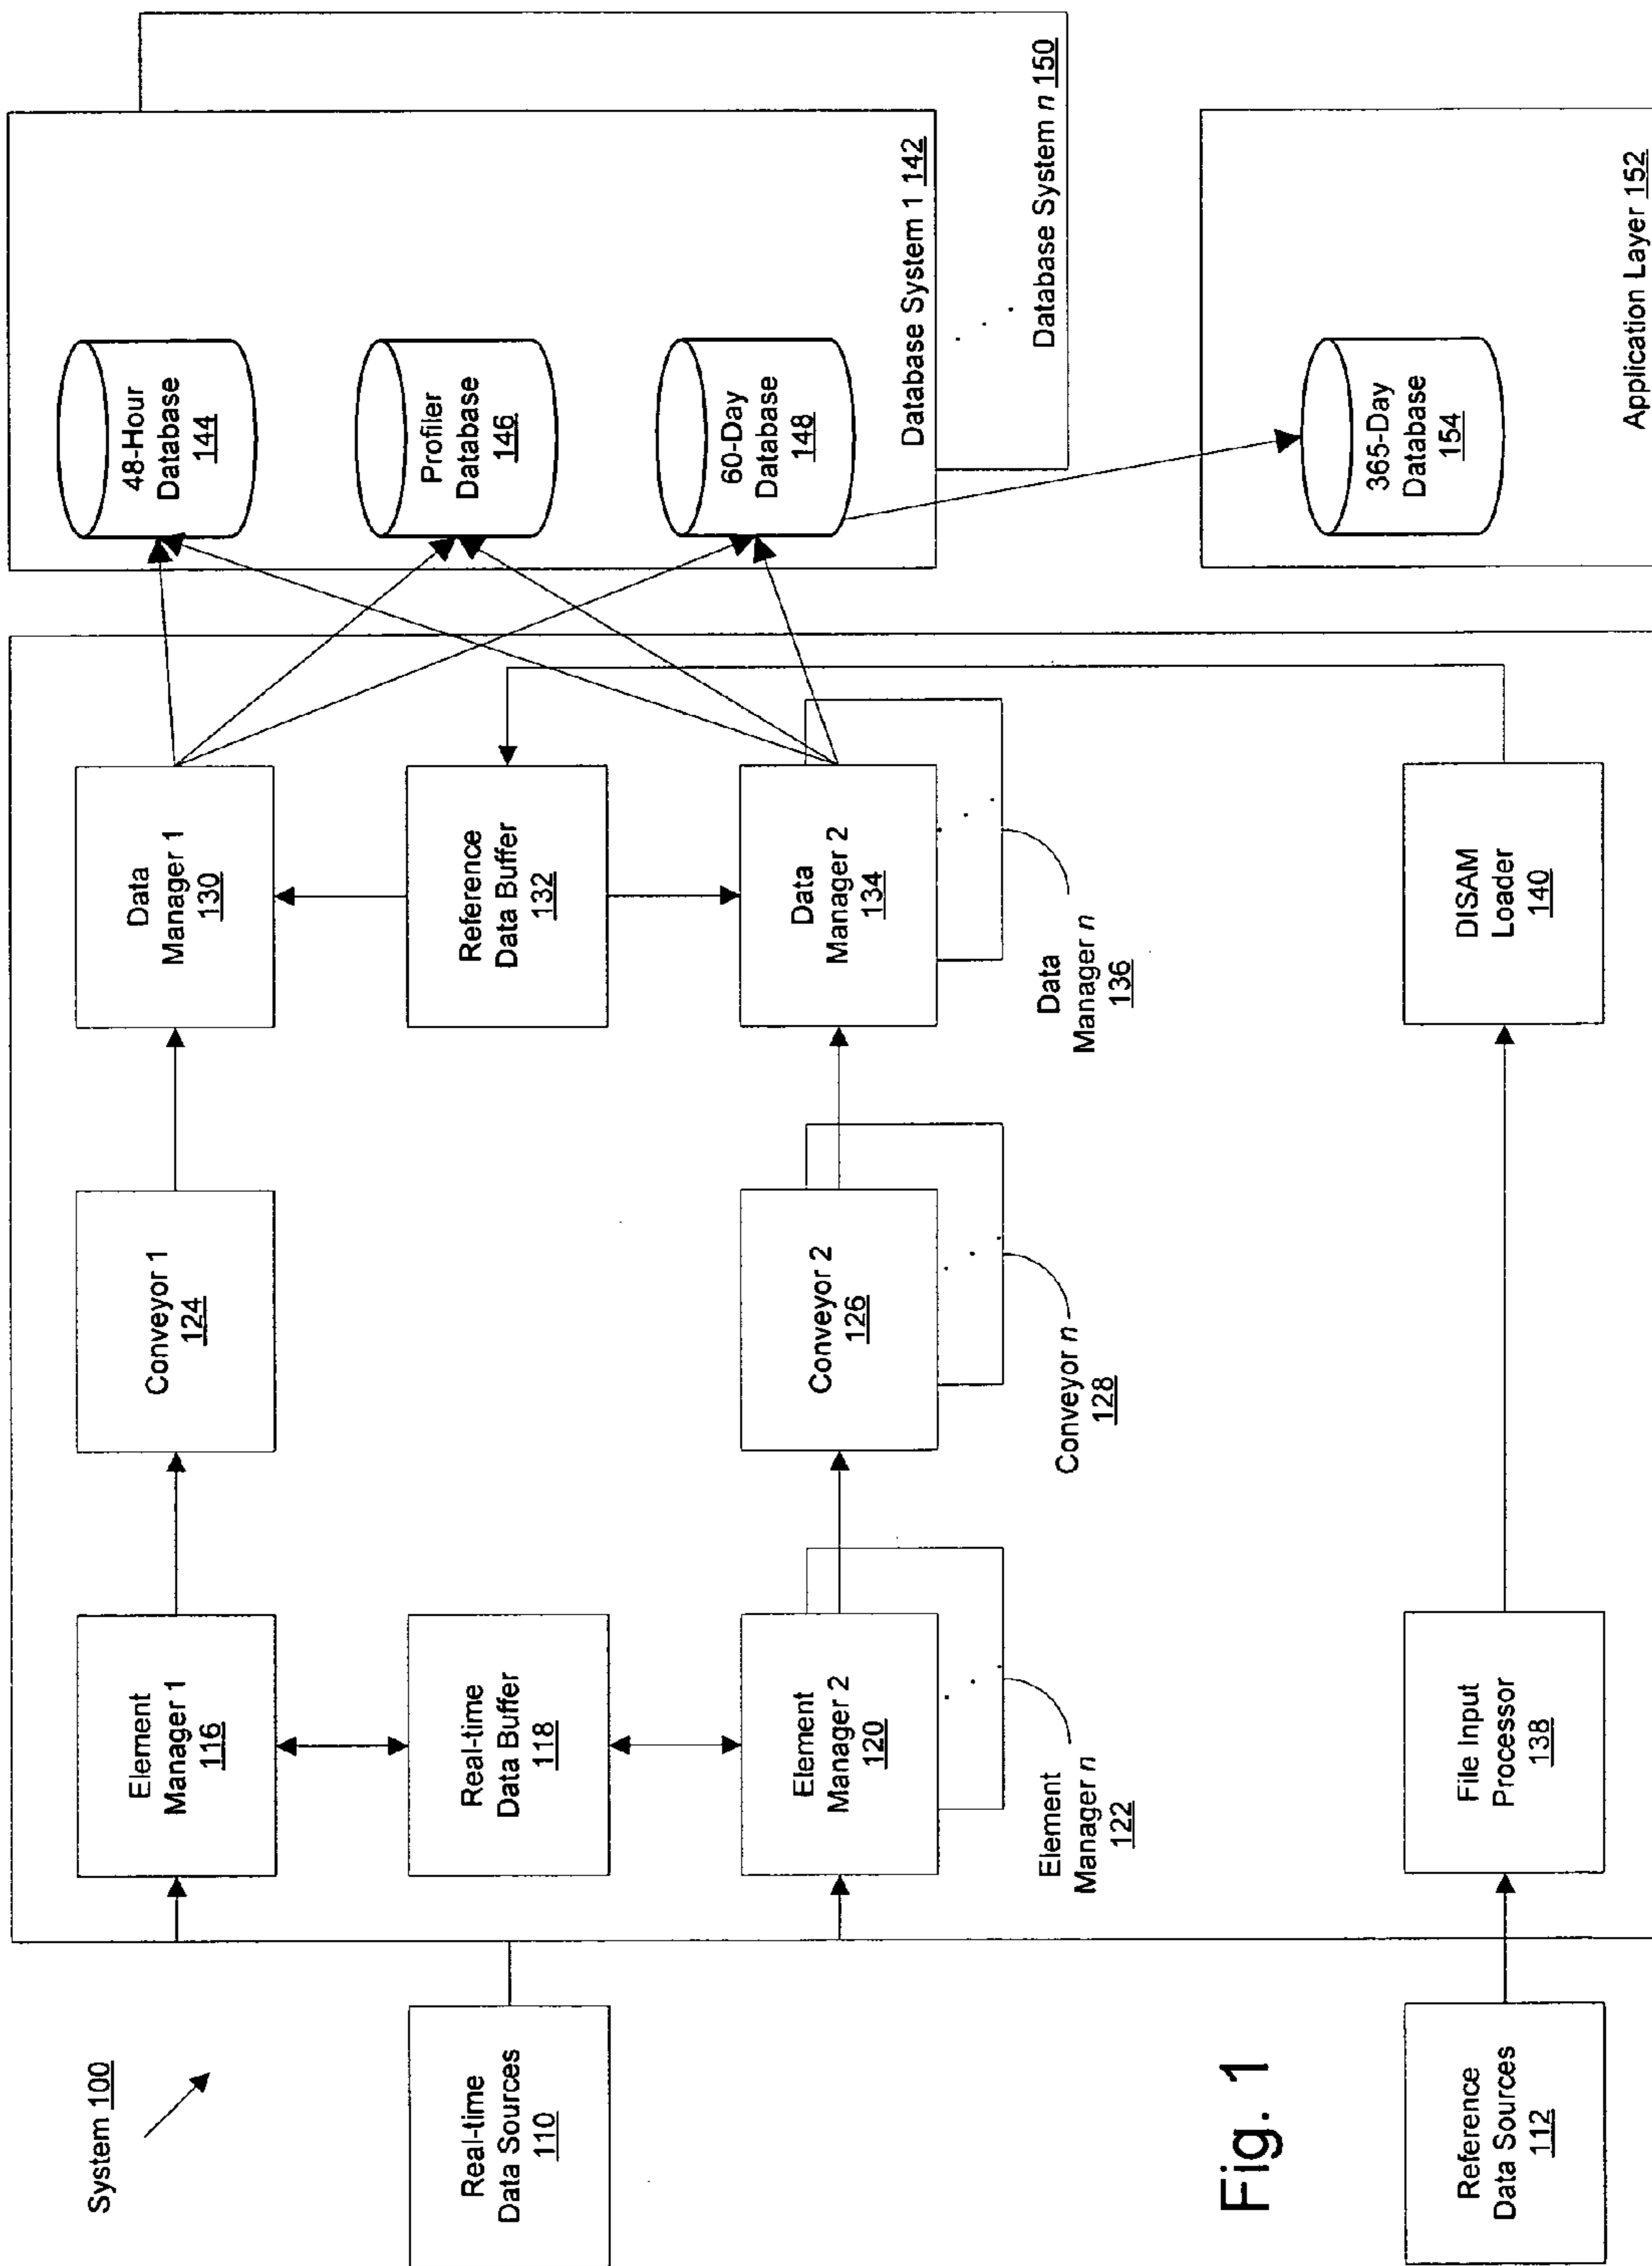 System 100
Real-time
Data Sources
110
Reference
Data Sources
112
Fig. 1
Element
Manager 1
116
Real-time
Data Buffer
118
Element
Manager 2
120
Element
Manager n
122
File Input
Processor
138
Conveyor 1
124
Conveyor 2
126
Conveyor n
128
Data
Manager 1
130
Reference
Data Buffer
132
Data
Manager 2
134
Data
Manager n
136
DISAM
Loader
140
48-Hour
Database
144
Profiler
Database
146
60-Day
Database
148
Database System 1 142
Database System n 150
365-Day
Database
154
Application Layer 152